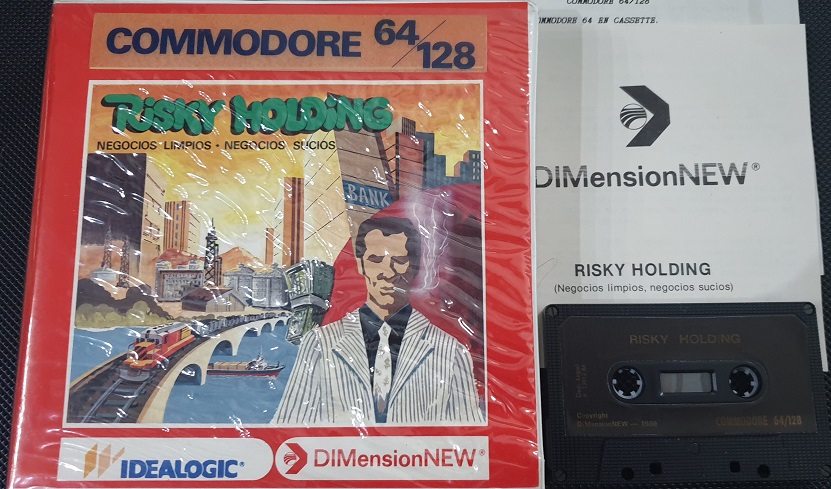 COMMODORE 64/128
RISKY HOLDING
NEGOCIOS LIMPIOS • NEGOCIOS SUCIOS
BANK
IDEALOGIC®
DIMensionNEW®
COMMODORE 64/128
COMMODORE 64 EN CASSETTE.
DIMensionNEW®
RISKY HOLDING
(Negocios limpios, negocios sucios)
RISKY HOLDING
Copyright
DIMensionNEW —
COMMODORE 64/128